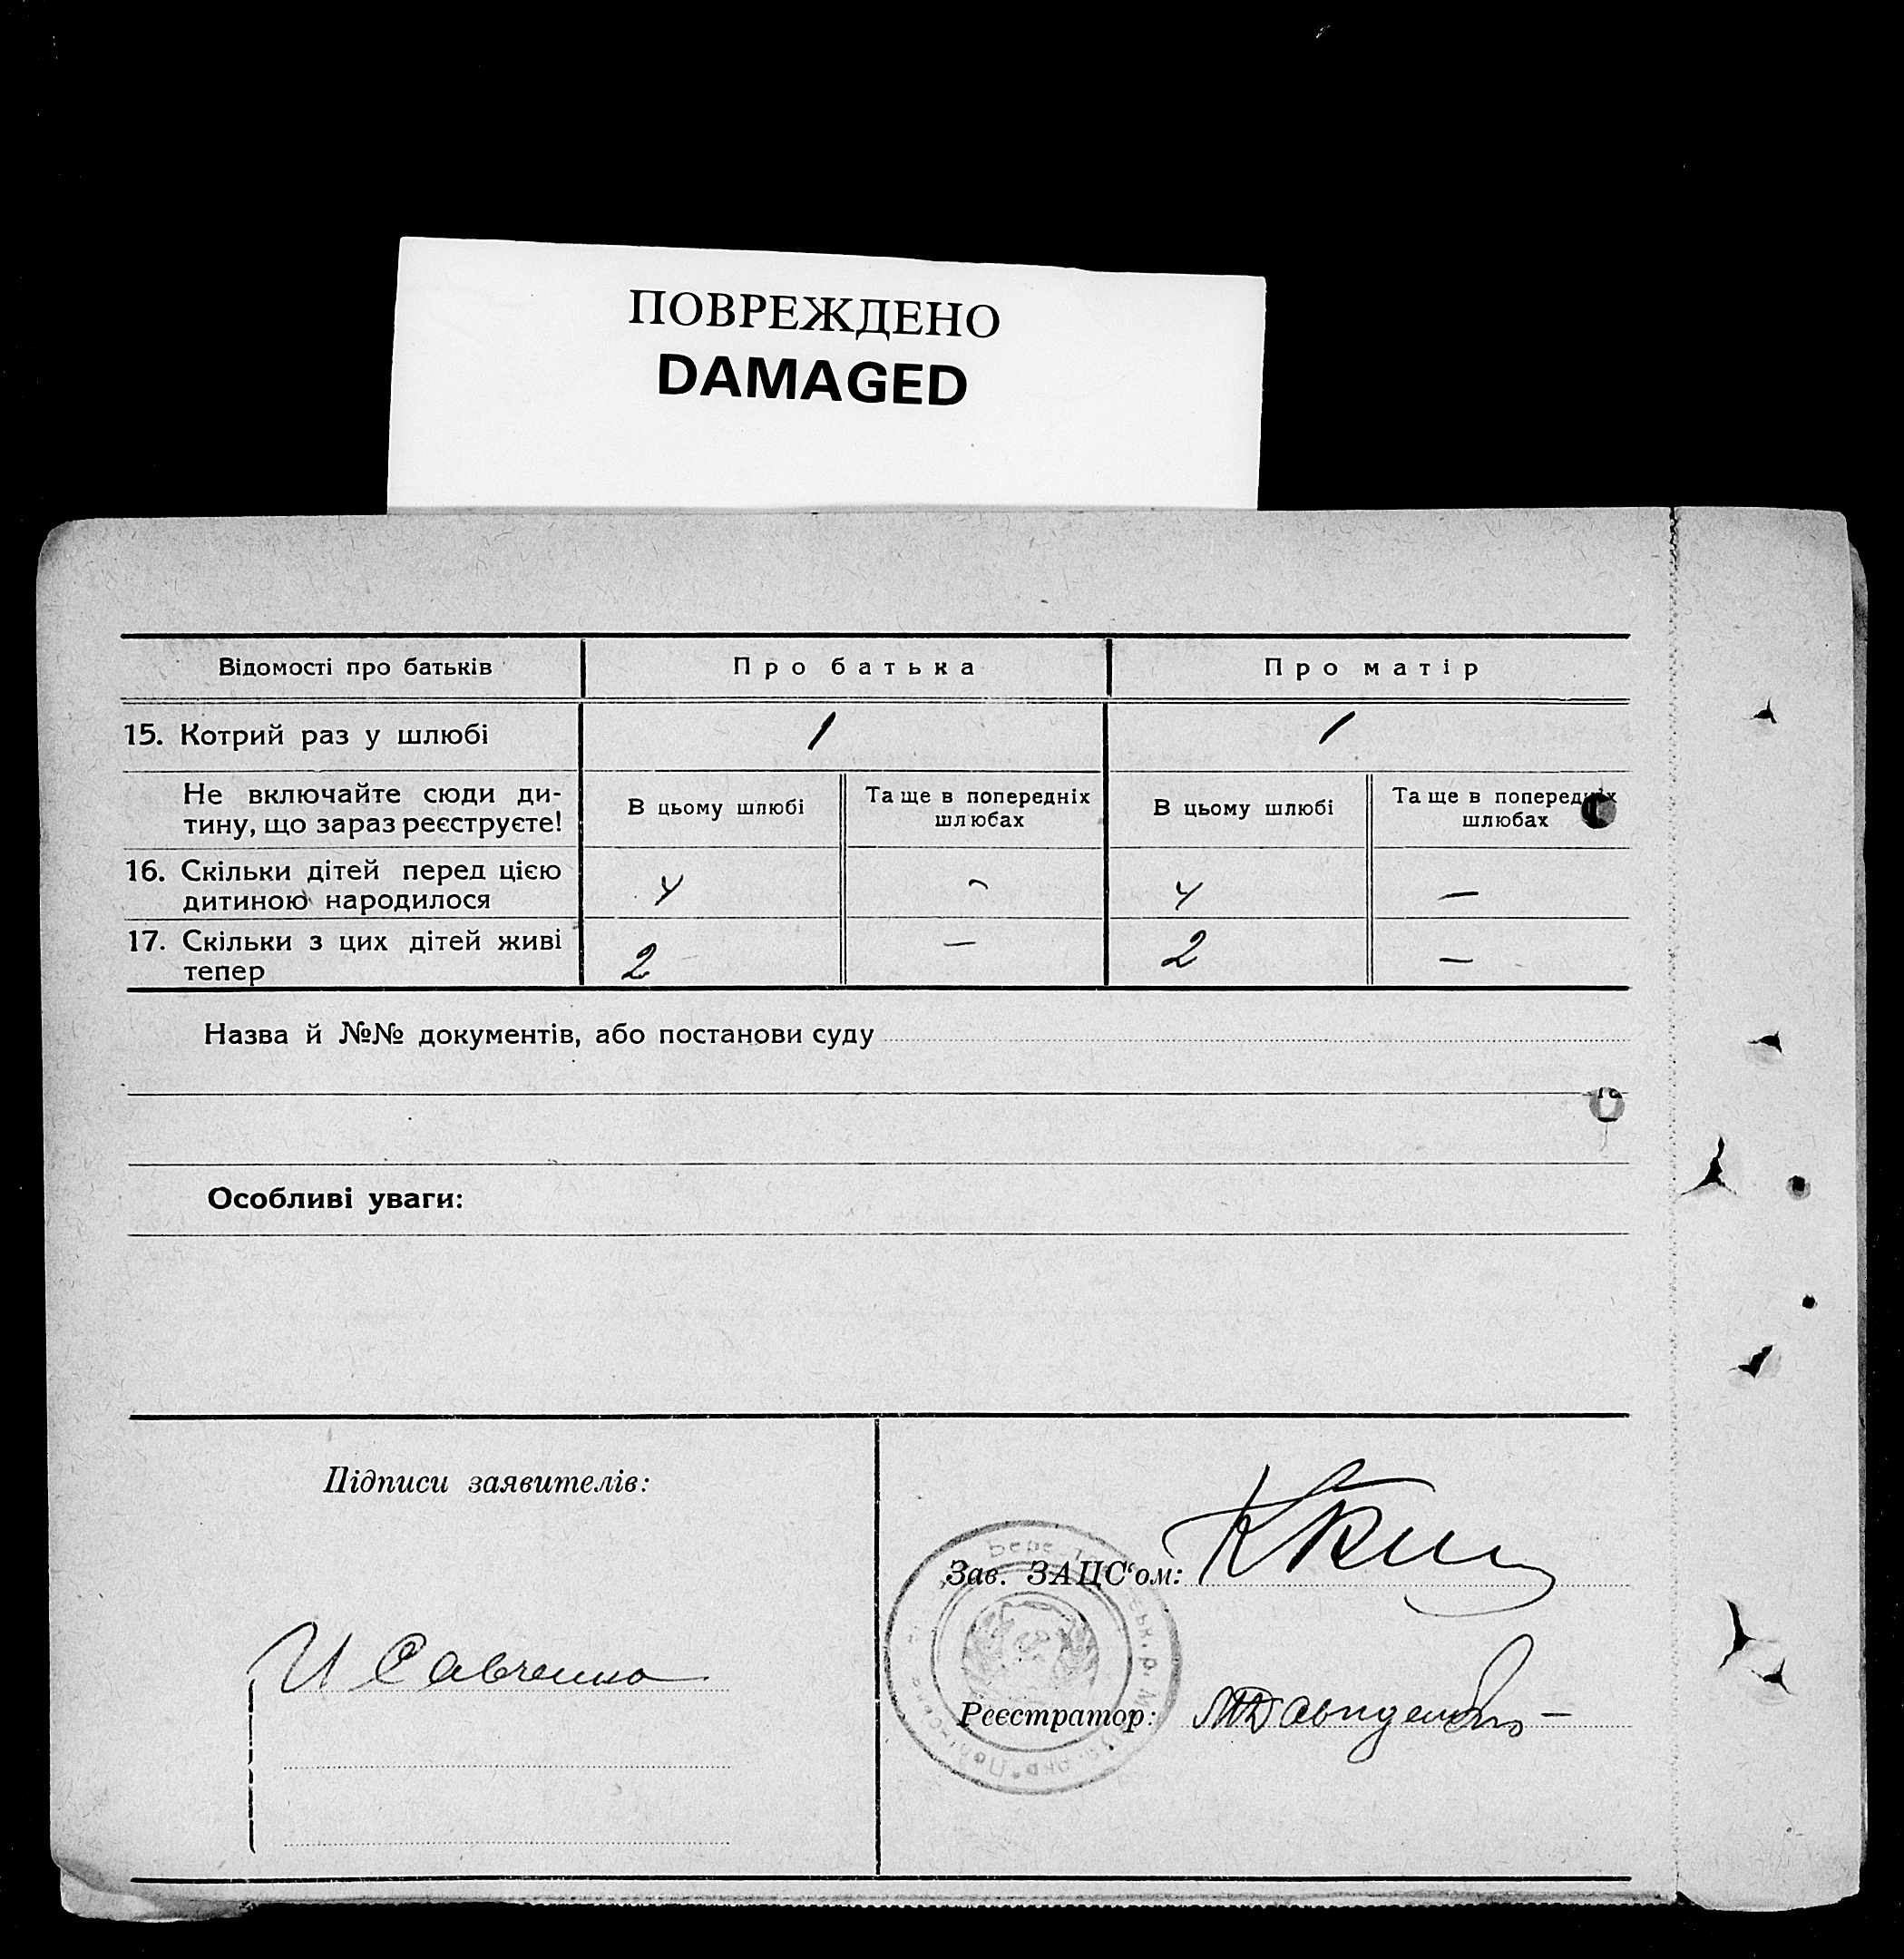 ПОВРЕЖДЕНО
DAMAGED
Відомості про батьків
Про батька
Про матір
15. Котрий раз у шлюбі
1
1
Не включайте сюди ди-
тину, що зараз реєструєте!
В цьому шлюбі
Та ще в попередніх
шлюбах
В цьому шлюбі
Та ще в попередніх
шлюбах
16. Скільки дітей перед цією
дитиною народилося
4
-
4
—
17. Скільки з цих дітей живі
тепер
2
—
2
—
Назва й №№ документів, або постанови суду
Особливі уваги:
Підписи заявителів:
Зав. ЗАЦС‘ом:
И Савченко
Реєстратор: